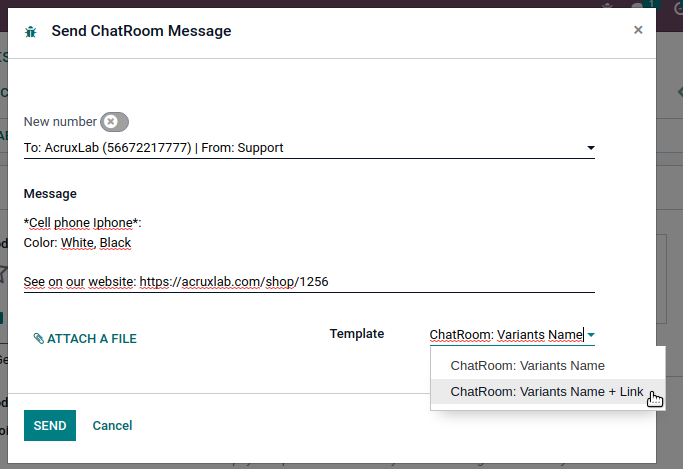 Send ChatRoom Message
×
New number
To: AcruxLab (56672217777) | From: Support
Message
*Cell phone Iphone*:
Color: White, Black
See on our website: https://acruxlab.com/shop/1256
ATTACH A FILE
Template
ChatRoom: Variants Name
ChatRoom: Variants Name
ChatRoom: Variants Name + Link
SEND
Cancel